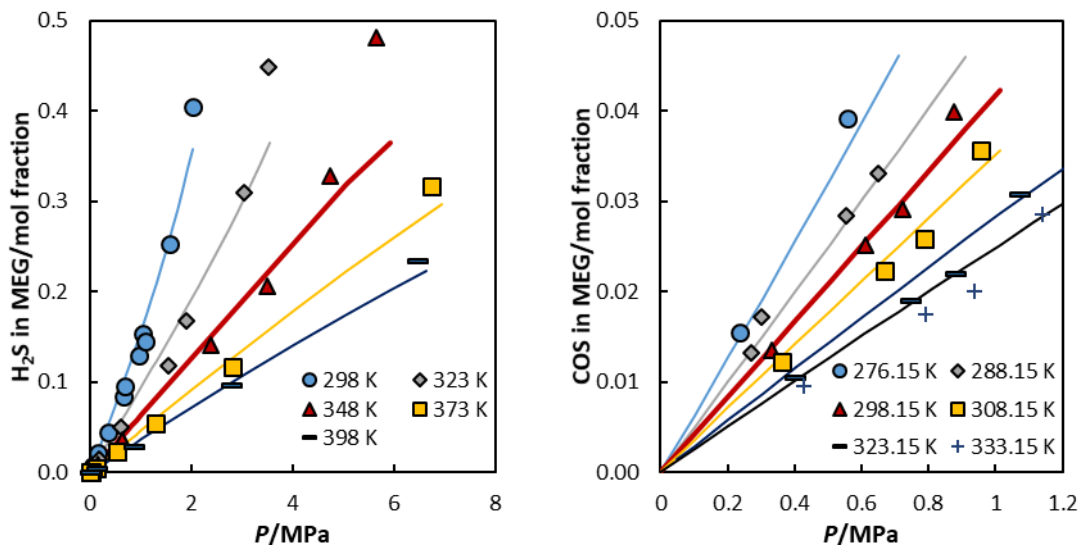 H₂S in MEG/mol fraction
0.5
0.4
0.3
0.2
0.1
0.0
0 2 4 6 8
P/MPa
298 K 323 K
348 K 373 K
398 K
COS in MEG/mol fraction
0.05
0.04
0.03
0.02
0.01
0.00
0 0.2 0.4 0.6 0.8 1 1.2
P/MPa
276.15 K 288.15 K
298.15 K 308.15 K
323.15 K 333.15 K